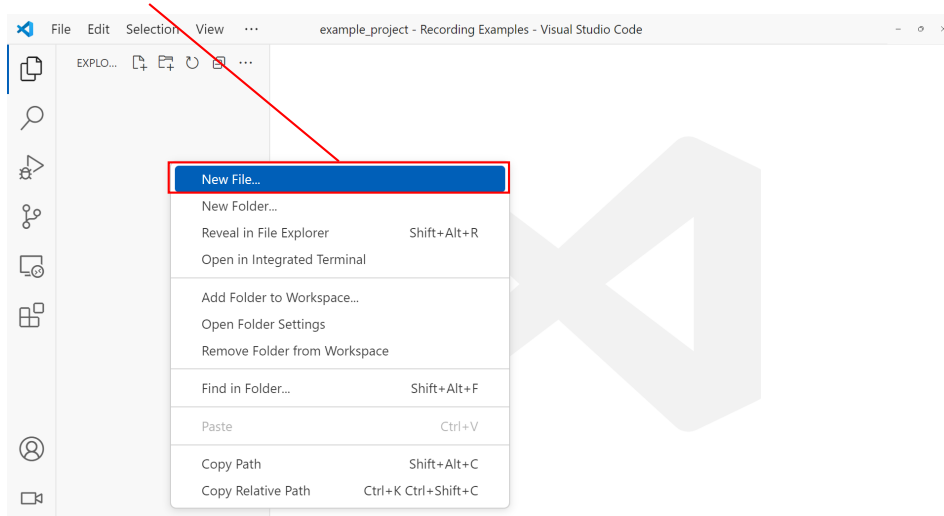 File Edit Selection View ··· example_project - Recording Examples - Visual Studio Code
EXPLO... ···
New File...
New Folder...
Reveal in File Explorer Shift+Alt+R
Open in Integrated Terminal
Add Folder to Workspace...
Open Folder Settings
Remove Folder from Workspace
Find in Folder... Shift+Alt+F
Paste Ctrl+V
Copy Path Shift+Alt+C
Copy Relative Path Ctrl+K Ctrl+Shift+C